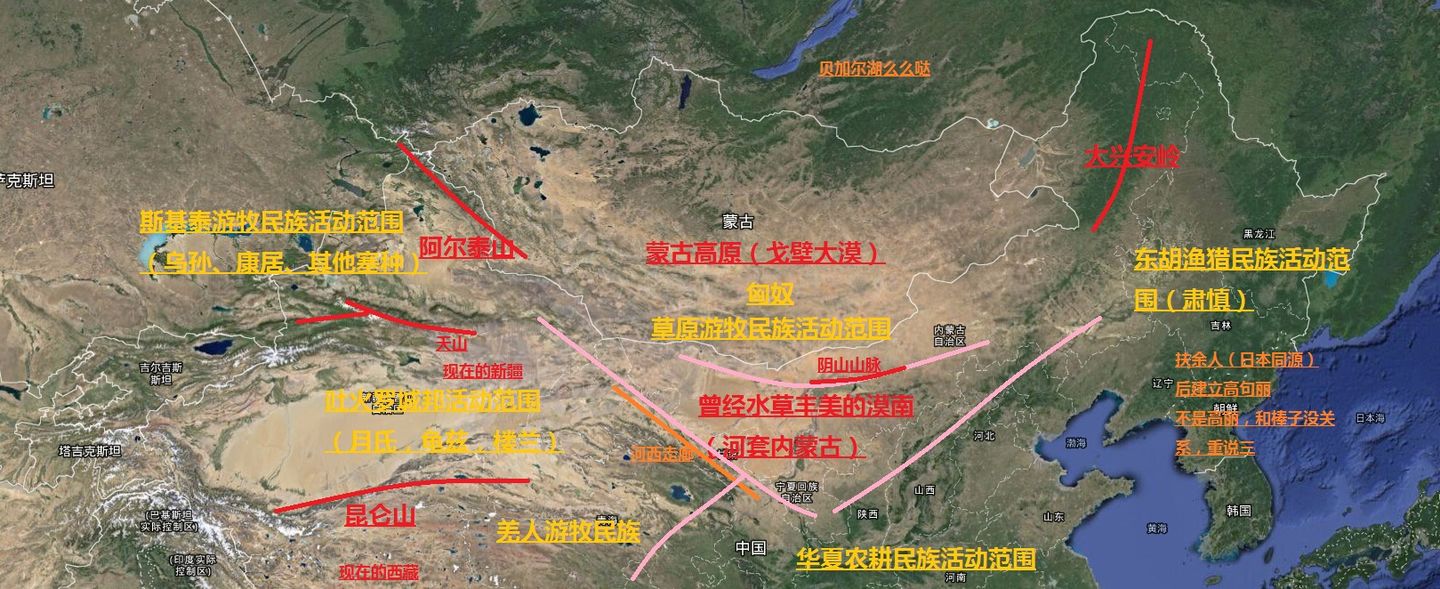 贝加尔湖么么哒
大兴安岭
萨克斯坦
斯基泰游牧民族活动范围
（乌孙、康居、其他塞种）
阿尔泰山
蒙古
蒙古高原（戈壁大漠）
匈奴
草原游牧民族活动范围
黑龙江
东胡渔猎民族活动范
围（肃慎）
吉林
内蒙古
自治区
天山
现在的新疆
吉尔吉斯
斯坦
阴山山脉
扶余人（日本同源）
后建立高句丽
不是高丽，和棒子没关
系，重说三
辽宁
朝鲜
日本海
吐火罗城邦活动范围
（月氏，龟兹，楼兰）
曾经水草丰美的漠南
（河套内蒙古）
河西走廊
塔吉克斯坦
河北
渤海
宁夏回族
自治区
山西
陕西
山东
韩国
黄海
昆仑山
（巴基斯坦
实际控制区）
青海
羌人游牧民族
中国
华夏农耕民族活动范围
河南
（印度实际
控制区）
现在的西藏